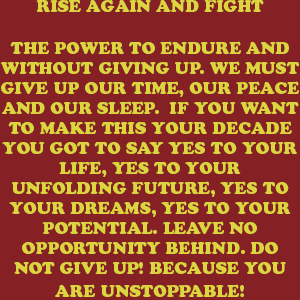 RISE AGAIN AND FIGHT
THE POWER TO ENDURE AND
WITHOUT GIVING UP. WE MUST
GIVE UP OUR TIME, OUR PEACE
AND OUR SLEEP.  IF YOU WANT
TO MAKE THIS YOUR DECADE
YOU GOT TO SAY YES TO YOUR
LIFE, YES TO YOUR
UNFOLDING FUTURE, YES TO
YOUR DREAMS, YES TO YOUR
POTENTIAL. LEAVE NO
OPPORTUNITY BEHIND. DO
NOT GIVE UP! BECAUSE YOU
ARE UNSTOPPABLE!